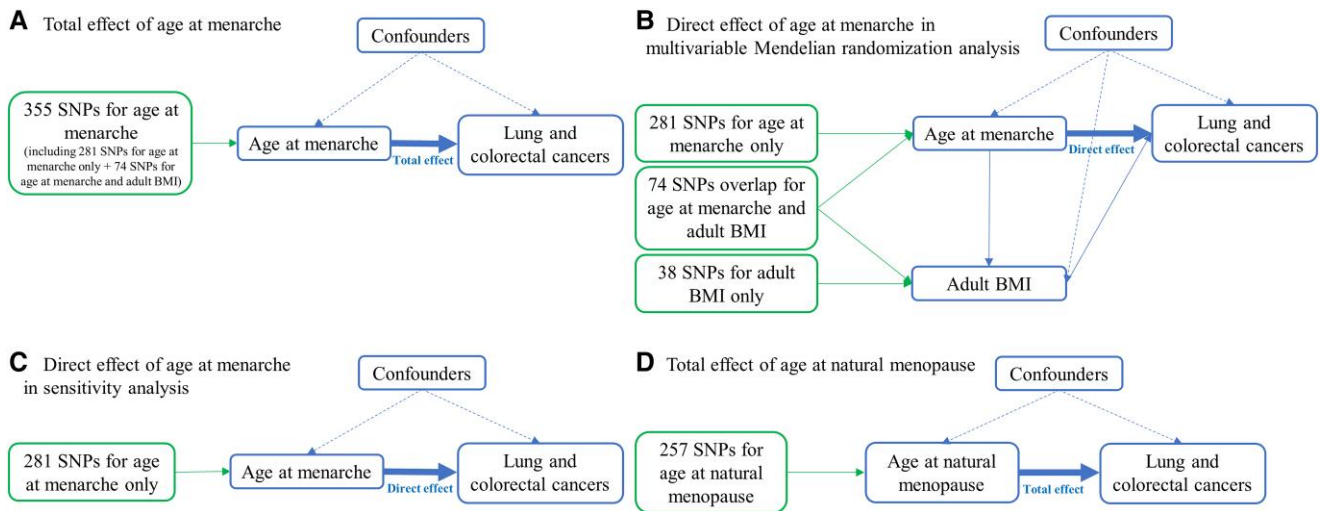 A Total effect of age at menarche
Confounders
355 SNPs for age at
menarche
(including 281 SNPs for age at
menarche only + 74 SNPs for
age at menarche and adult BMI)
Age at menarche
Total effect
Lung and
colorectal cancers
B Direct effect of age at menarche in
multivariable Mendelian randomization analysis
Confounders
281 SNPs for age at
menarche only
74 SNPs overlap for
age at menarche and
adult BMI
38 SNPs for adult
BMI only
Age at menarche
Direct effect
Lung and
colorectal cancers
Adult BMI
C Direct effect of age at menarche
in sensitivity analysis
Confounders
281 SNPs for age
at menarche only
Age at menarche
Direct effect
Lung and
colorectal cancers
D Total effect of age at natural menopause
Confounders
257 SNPs for
age at natural
menopause
Age at natural
menopause
Total effect
Lung and
colorectal cancers